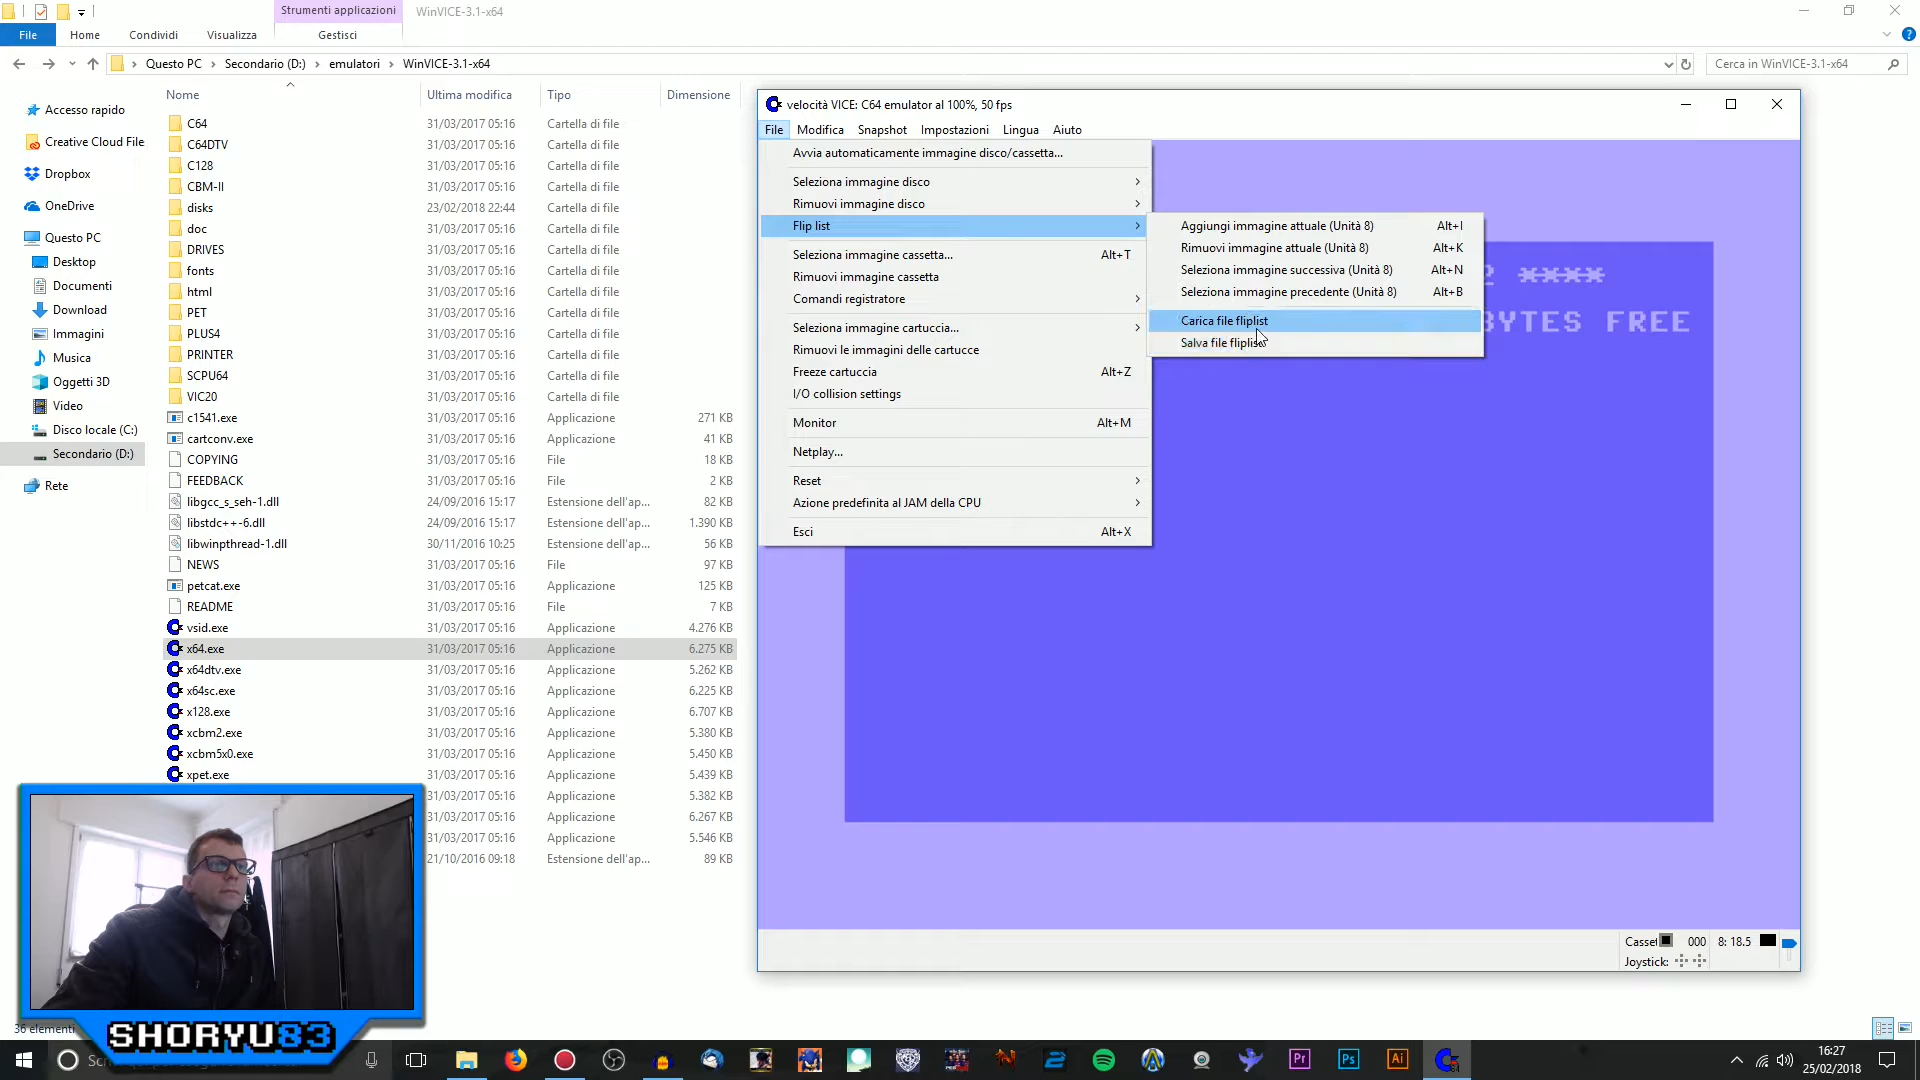 Strumenti applicazioni WinVICE-3.1-x64
File Home Condividi Visualizza Gestisci
Questo PC Secondario (D:) emulatori WinVICE-3.1-x64 Cerca in WinVICE-3.1-x64
Nome Ultima modifica Tipo Dimensione
Accesso rapido
Creative Cloud File
Dropbox
OneDrive
Questo PC
Desktop
Documenti
Download
Immagini
Musica
Oggetti 3D
Video
Disco locale (C:)
Secondario (D:)
Rete
C64 31/03/2017 05:16 Cartella di file
C64DTV 31/03/2017 05:16 Cartella di file
C128 31/03/2017 05:16 Cartella di file
CBM-II 31/03/2017 05:16 Cartella di file
disks 23/02/2018 22:44 Cartella di file
doc 31/03/2017 05:16 Cartella di file
DRIVES 31/03/2017 05:16 Cartella di file
fonts 31/03/2017 05:16 Cartella di file
html 31/03/2017 05:16 Cartella di file
PET 31/03/2017 05:16 Cartella di file
PLUS4 31/03/2017 05:16 Cartella di file
PRINTER 31/03/2017 05:16 Cartella di file
SCPU64 31/03/2017 05:16 Cartella di file
VIC20 31/03/2017 05:16 Cartella di file
c1541.exe 31/03/2017 05:16 Applicazione 271 KB
cartconv.exe 31/03/2017 05:16 Applicazione 41 KB
COPYING 31/03/2017 05:16 File 18 KB
FEEDBACK 31/03/2017 05:16 File 2 KB
libgcc_s_seh-1.dll 24/09/2016 15:17 Estensione dell'ap... 82 KB
libstdc++-6.dll 24/09/2016 15:17 Estensione dell'ap... 1.390 KB
libwinpthread-1.dll 30/11/2016 10:25 Estensione dell'ap... 56 KB
NEWS 31/03/2017 05:16 File 97 KB
petcat.exe 31/03/2017 05:16 Applicazione 125 KB
README 31/03/2017 05:16 File 7 KB
vsid.exe 31/03/2017 05:16 Applicazione 4.276 KB
x64.exe 31/03/2017 05:16 Applicazione 6.275 KB
x64dtv.exe 31/03/2017 05:16 Applicazione 5.262 KB
x64sc.exe 31/03/2017 05:16 Applicazione 6.225 KB
x128.exe 31/03/2017 05:16 Applicazione 6.707 KB
xcbm2.exe 31/03/2017 05:16 Applicazione 5.380 KB
xcbm5x0.exe 31/03/2017 05:16 Applicazione 5.450 KB
xpet.exe 31/03/2017 05:16 Applicazione 5.439 KB
31/03/2017 05:16 Applicazione 5.382 KB
31/03/2017 05:16 Applicazione 6.267 KB
31/03/2017 05:16 Applicazione 5.546 KB
21/10/2016 09:18 Estensione dell'ap... 89 KB
36 elementi
velocità VICE: C64 emulator al 100%, 50 fps
File Modifica Snapshot Impostazioni Lingua Aiuto
Avvia automaticamente immagine disco/cassetta...
Seleziona immagine disco
Rimuovi immagine disco
Flip list
Seleziona immagine cassetta... Alt+T
Rimuovi immagine cassetta
Comandi registratore
Seleziona immagine cartuccia...
Rimuovi le immagini delle cartucce
Freeze cartuccia Alt+Z
I/O collision settings
Monitor Alt+M
Netplay...
Reset
Azione predefinita al JAM della CPU
Esci Alt+X
Aggiungi immagine attuale (Unità 8) Alt+I
Rimuovi immagine attuale (Unità 8) Alt+K
Seleziona immagine successiva (Unità 8) Alt+N
Seleziona immagine precedente (Unità 8) Alt+B
Carica file fliplist
Salva file fliplist
2 ****
BYTES FREE
Casset 000 8: 18.5
Joystick:
SHORYU83
Pr Ps Ai
16:27
25/02/2018